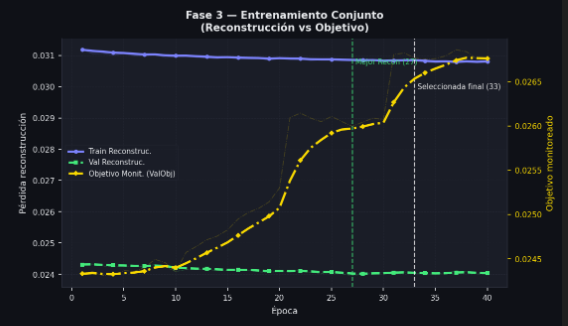 Fase 3 — Entrenamiento Conjunto
(Reconstrucción vs Objetivo)
Pérdida reconstrucción
0.031
0.030
0.029
0.028
0.027
0.026
0.025
0.024
Train Reconstruc.
Val Reconstruc.
Objetivo Monit. (ValObj)
Mejor Recon (27)
Seleccionada final (33)
0.0265
0.0260
0.0255
0.0250
0.0245
Objetivo monitoreado
0 5 10 15 20 25 30 35 40
Época